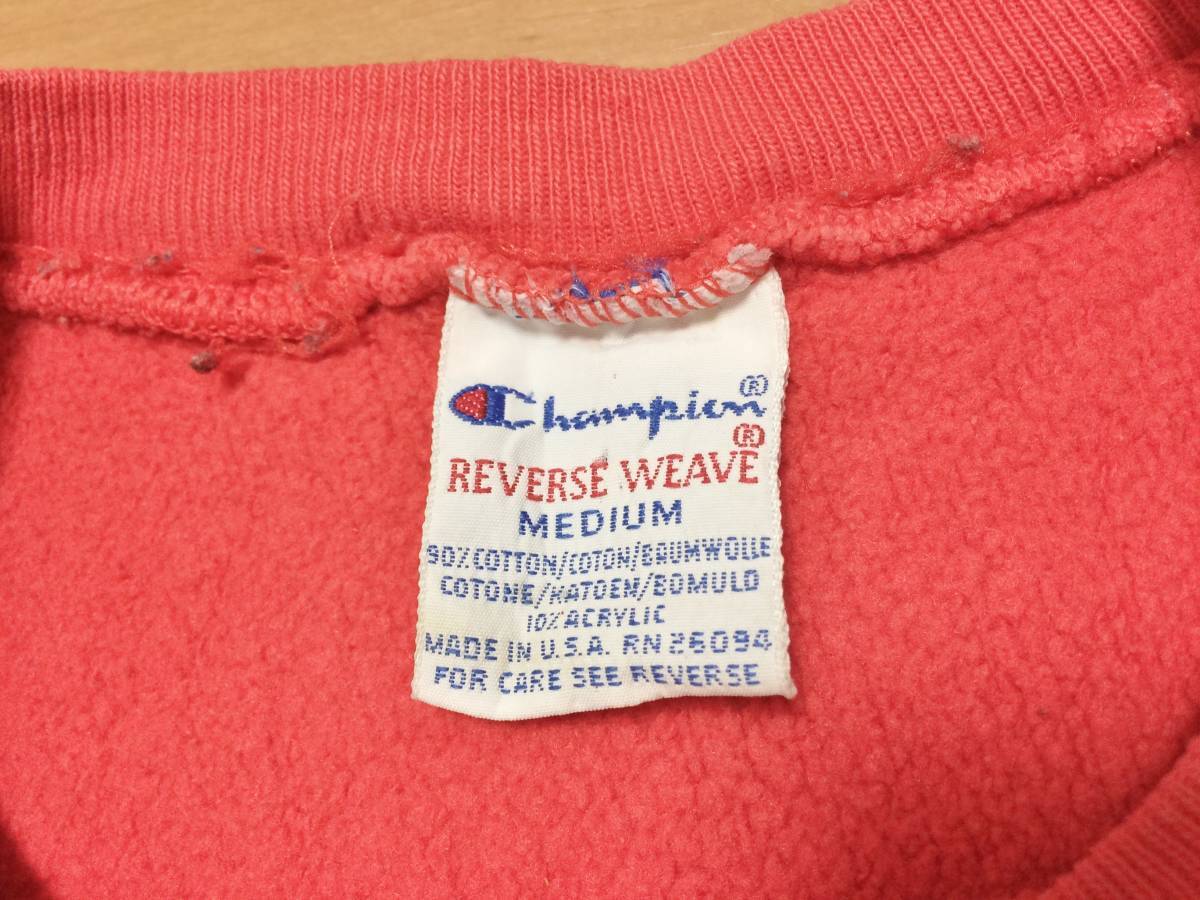 Champion®
REVERSE WEAVE®
MEDIUM
90% COTTON/COTON/BAUMWOLLE
COTONE/KATOEN/BOMULD
10% ACRYLIC
MADE IN U.S.A. RN 26094
FOR CARE SEE REVERSE